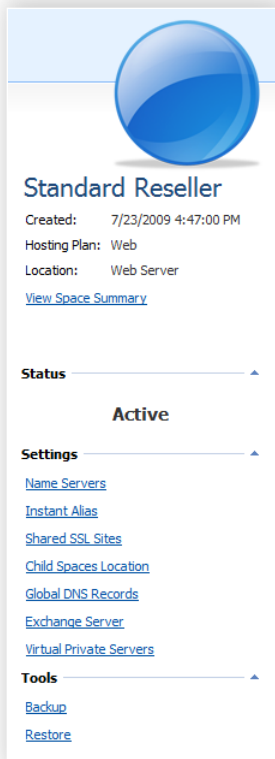 Standard Reseller
Created: 7/23/2009 4:47:00 PM
Hosting Plan: Web
Location: Web Server
View Space Summary
Status
Active
Settings
Name Servers
Instant Alias
Shared SSL Sites
Child Spaces Location
Global DNS Records
Exchange Server
Virtual Private Servers
Tools
Backup
Restore